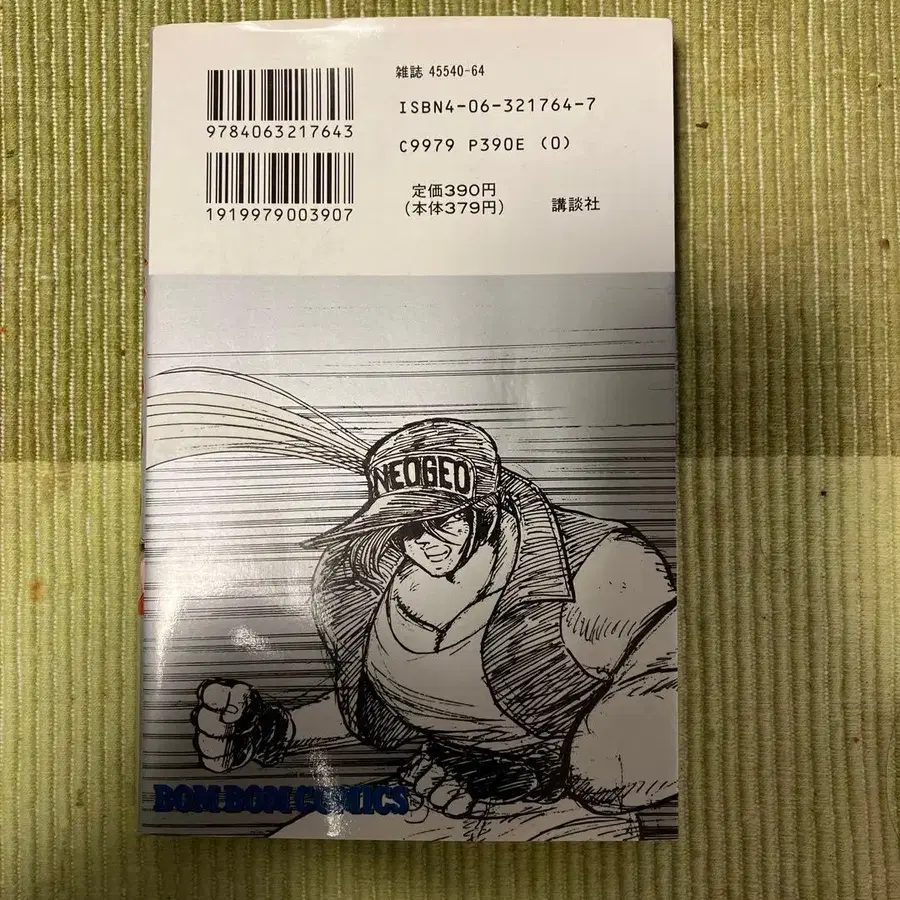 雑誌 45540-64
9784063217643
ISBN4-06-321764-7
C9979 P390E (0)
1919979003907
定価390円
(本体379円)
講談社
NEOGEO
BOM BOM COMICS